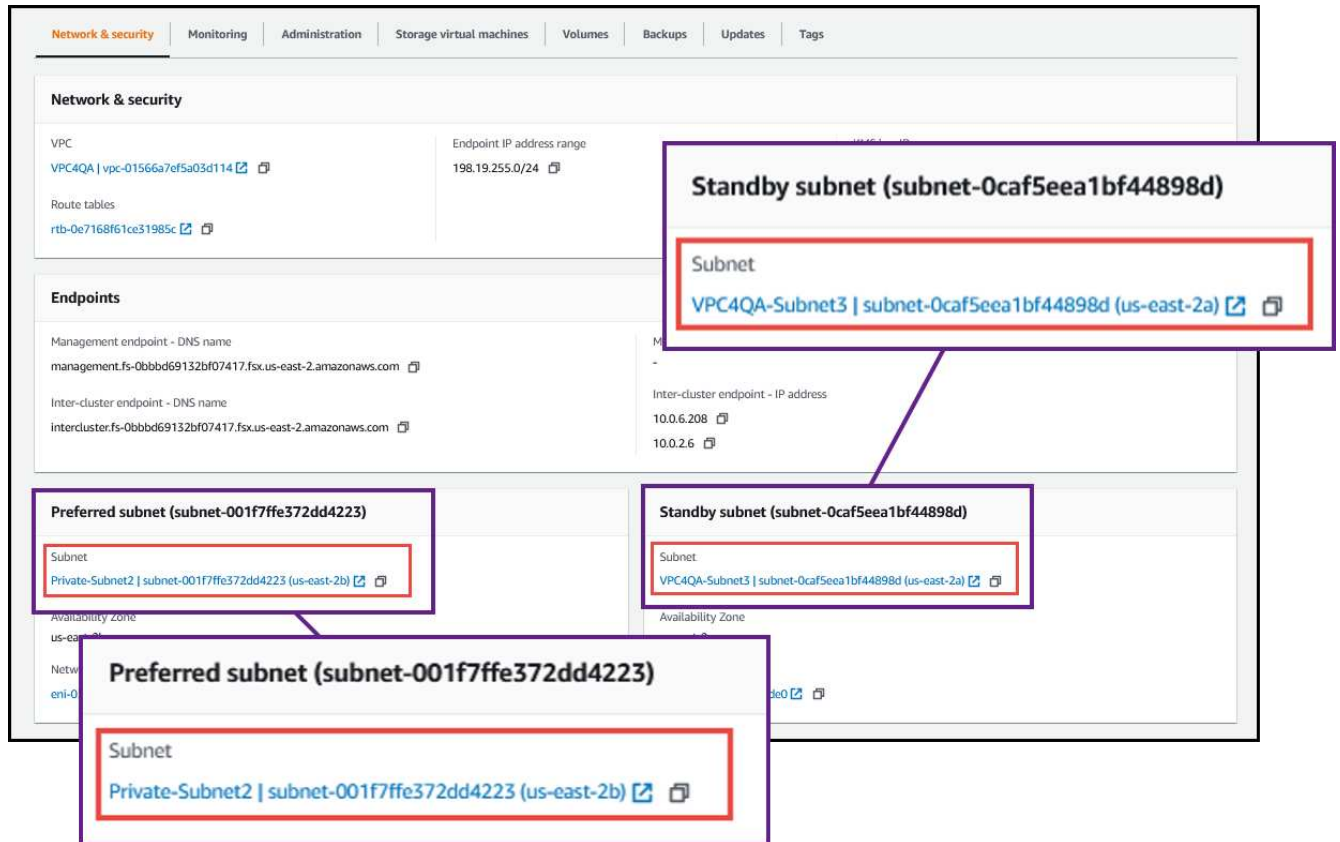 Network & security Monitoring Administration Storage virtual machines Volumes Backups Updates Tags
Network & security
VPC
VPC4QA | vpc-01566a7ef5a03d114
Route tables
rtb-0e7168f61ce31985c
Endpoint IP address range
198.19.255.0/24
Standby subnet (subnet-0caf5eea1bf44898d)
Subnet
VPC4QA-Subnet3 | subnet-0caf5eea1bf44898d (us-east-2a)
Endpoints
Management endpoint - DNS name
management.fs-0bbbd69132bf07417.fsx.us-east-2.amazonaws.com
Inter-cluster endpoint - DNS name
intercluster.fs-0bbbd69132bf07417.fsx.us-east-2.amazonaws.com
-
Inter-cluster endpoint - IP address
10.0.6.208
10.0.2.6
Preferred subnet (subnet-001f7ffe372dd4223)
Subnet
Private-Subnet2 | subnet-001f7ffe372dd4223 (us-east-2b)
Availability Zone
Standby subnet (subnet-0caf5eea1bf44898d)
Subnet
VPC4QA-Subnet3 | subnet-0caf5eea1bf44898d (us-east-2a)
Availability Zone
Preferred subnet (subnet-001f7ffe372dd4223)
Subnet
Private-Subnet2 | subnet-001f7ffe372dd4223 (us-east-2b)